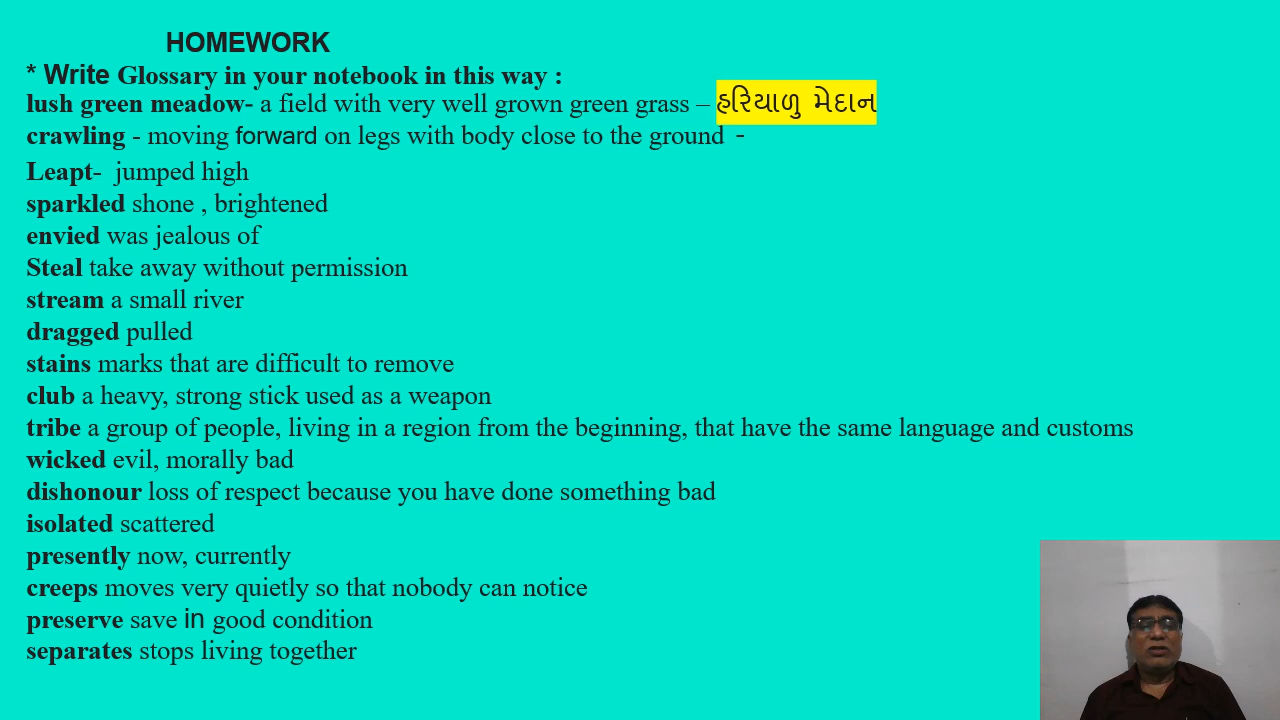 HOMEWORK
* Write Glossary in your notebook in this way :
lush green meadow- a field with very well grown green grass – હરિયાળુ મેદાન
crawling - moving forward on legs with body close to the ground -
Leapt- jumped high
sparkled shone , brightened
envied was jealous of
Steal take away without permission
stream a small river
dragged pulled
stains marks that are difficult to remove
club a heavy, strong stick used as a weapon
tribe a group of people, living in a region from the beginning, that have the same language and customs
wicked evil, morally bad
dishonour loss of respect because you have done something bad
isolated scattered
presently now, currently
creeps moves very quietly so that nobody can notice
preserve save in good condition
separates stops living together